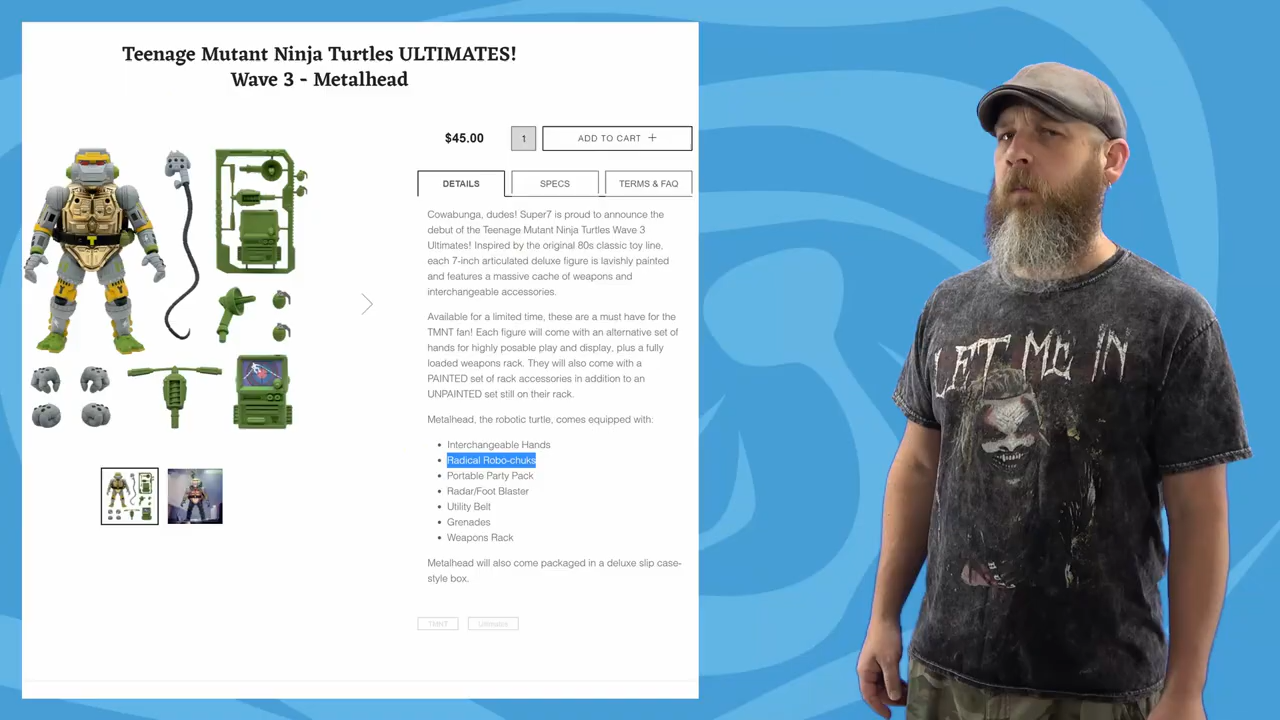 Teenage Mutant Ninja Turtles ULTIMATES!
Wave 3 - Metalhead
$45.00
1
ADD TO CART +
DETAILS
SPECS
TERMS & FAQ
Cowabunga, dudes! Super7 is proud to announce the
debut of the Teenage Mutant Ninja Turtles Wave 3
Ultimates! Inspired by the original 80s classic toy line,
each 7-inch articulated deluxe figure is lavishly painted
and features a massive cache of weapons and
interchangeable accessories.
Available for a limited time, these are a must have for the
TMNT fan! Each figure will come with an alternative set of
hands for highly posable play and display, plus a fully
loaded weapons rack. They will also come with a
PAINTED set of rack accessories in addition to an
UNPAINTED set still on their rack.
Metalhead, the robotic turtle, comes equipped with:
• Interchangeable Hands
• Radical Robo-chuks
• Portable Party Pack
• Radar/Foot Blaster
• Utility Belt
• Grenades
• Weapons Rack
Metalhead will also come packaged in a deluxe slip case-
style box.
TMNT
Ultimates
LET ME IN